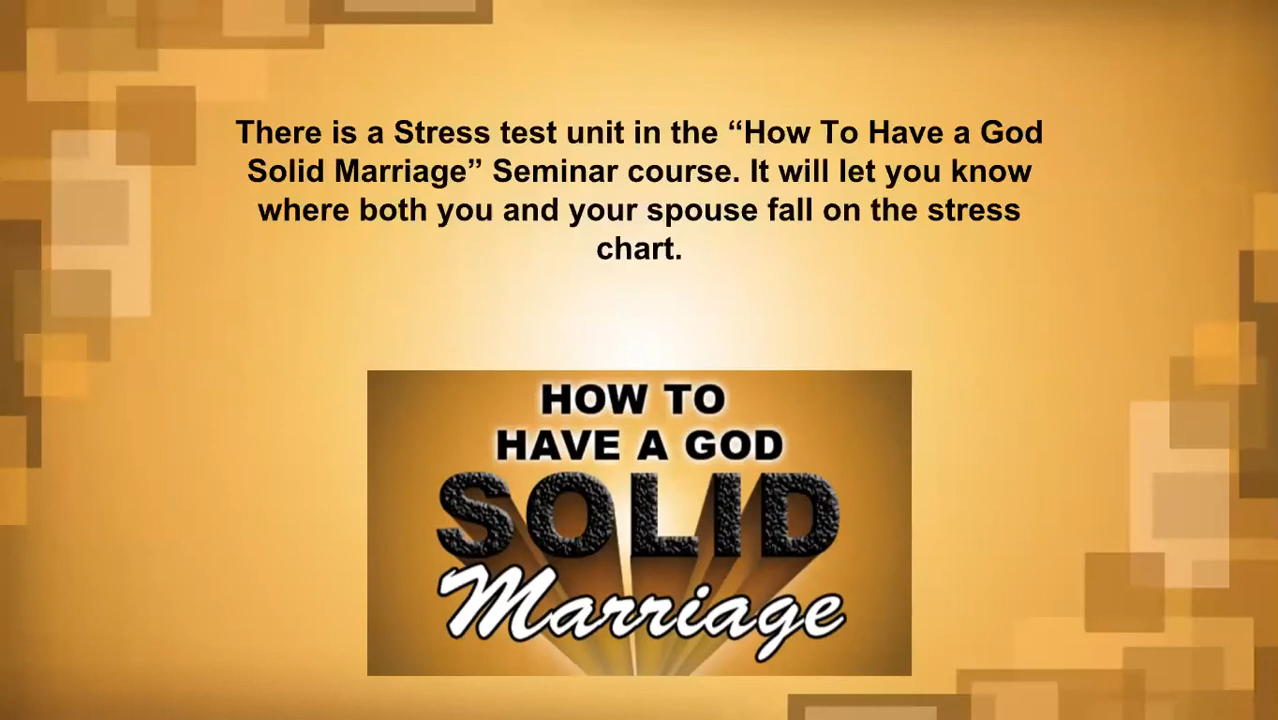 There is a Stress test unit in the “How To Have a God
Solid Marriage” Seminar course. It will let you know
where both you and your spouse fall on the stress
chart.
HOW TO
HAVE A GOD
SOLID
Marriage